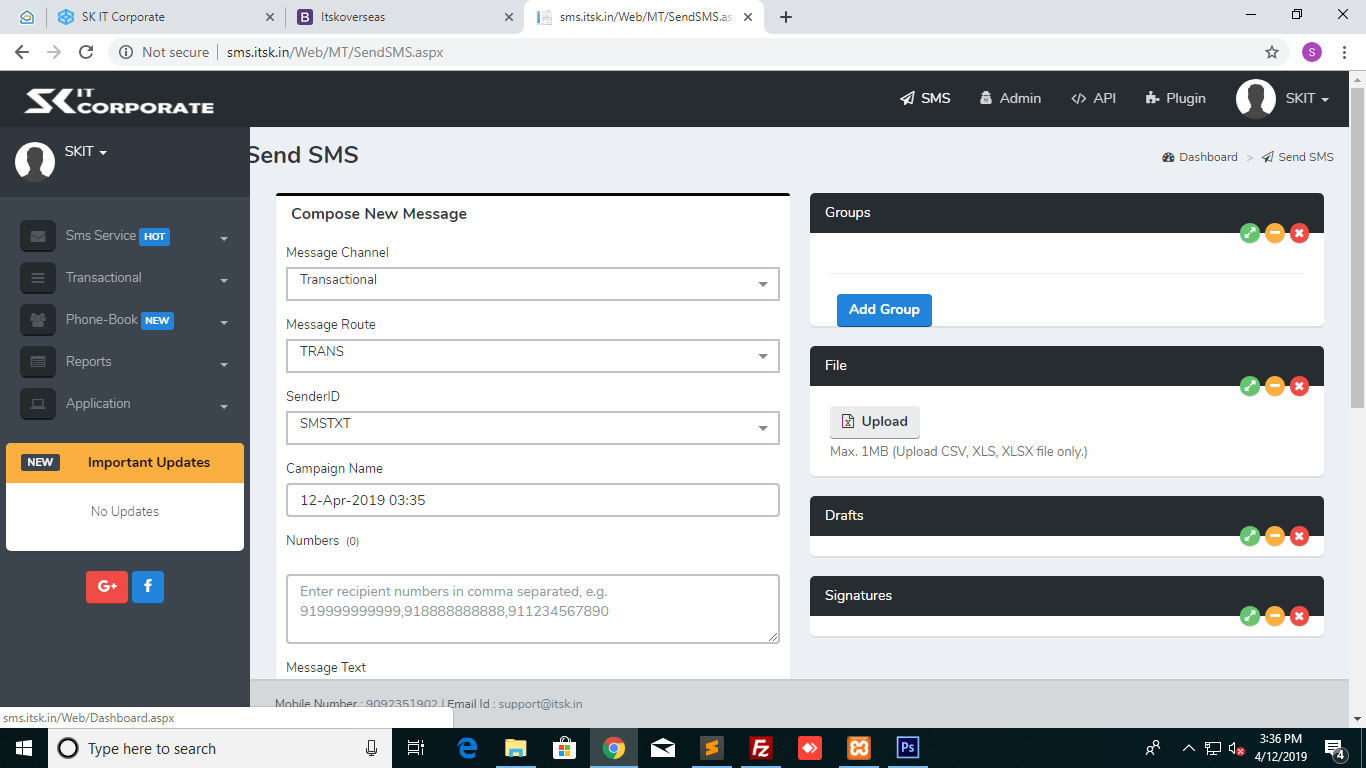 SK IT Corporate
Itskoverseas
sms.itsk.in/Web/MT/SendSMS.as
Not secure
sms.itsk.in/Web/MT/SendSMS.aspx
S
SK IT CORPORATE
SMS
Admin
API
Plugin
SKIT
SKIT
Sms Service HOT
Transactional
Phone-Book NEW
Reports
Application
NEW Important Updates
No Updates
G+ f
Send SMS
Dashboard > Send SMS
Compose New Message
Message Channel
Transactional
Message Route
TRANS
SenderID
SMSTXT
Campaign Name
12-Apr-2019 03:35
Numbers (0)
Enter recipient numbers in comma separated, e.g.
919999999999,918888888888,911234567890
Message Text
Groups
Add Group
File
Upload
Max. 1MB (Upload CSV, XLS, XLSX file only.)
Drafts
Signatures
Mobile Number : 9092351902 | Email Id : support@itsk.in
sms.itsk.in/Web/Dashboard.aspx
Type here to search
Fz
Ps
3:36 PM
4/12/2019
4